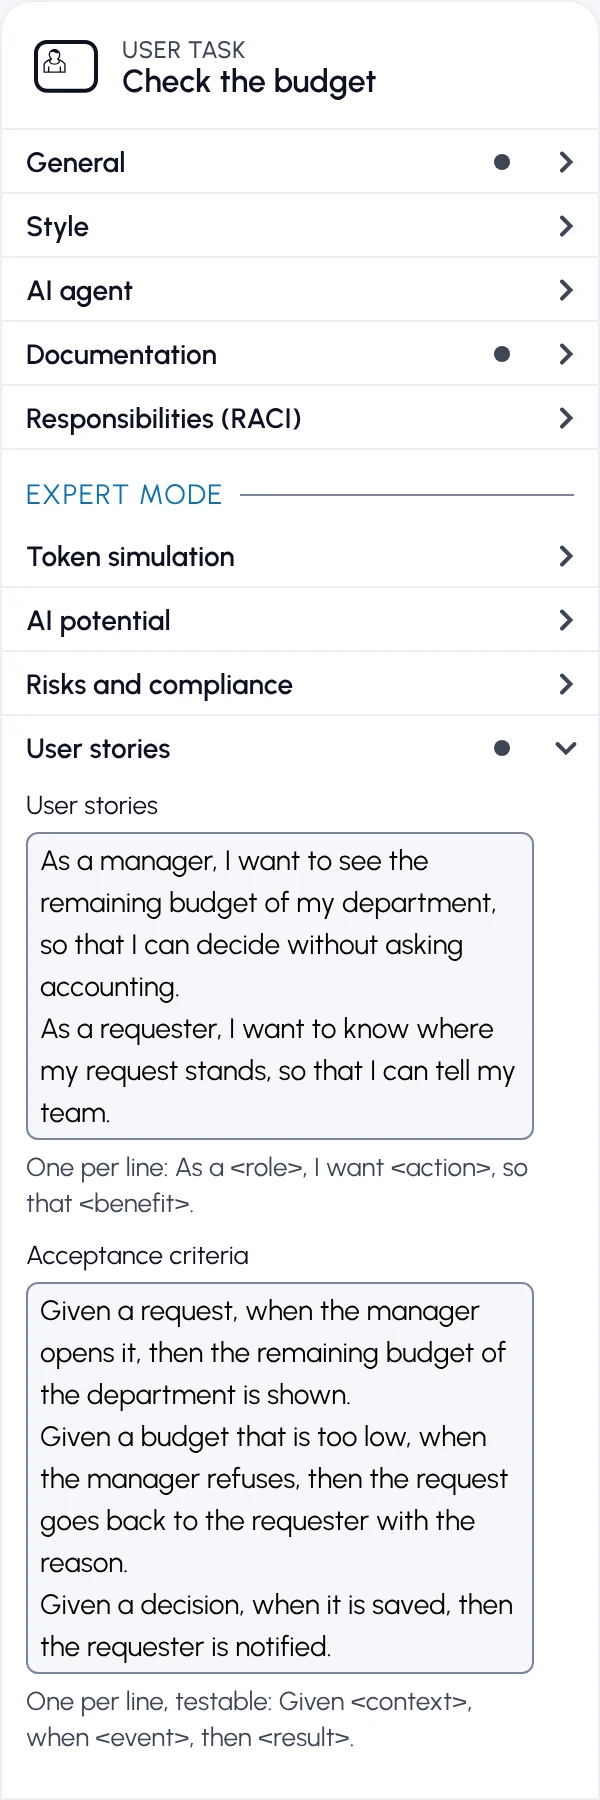 USER TASK
Check the budget
General
Style
AI agent
Documentation
Responsibilities (RACI)
EXPERT MODE
Token simulation
AI potential
Risks and compliance
User stories
User stories
As a manager, I want to see the
remaining budget of my department,
so that I can decide without asking
accounting.
As a requester, I want to know where
my request stands, so that I can tell my
team.
One per line: As a <role>, I want <action>, so
that <benefit>.
Acceptance criteria
Given a request, when the manager
opens it, then the remaining budget of
the department is shown.
Given a budget that is too low, when
the manager refuses, then the request
goes back to the requester with the
reason.
Given a decision, when it is saved, then
the requester is notified.
One per line, testable: Given <context>,
when <event>, then <result>.